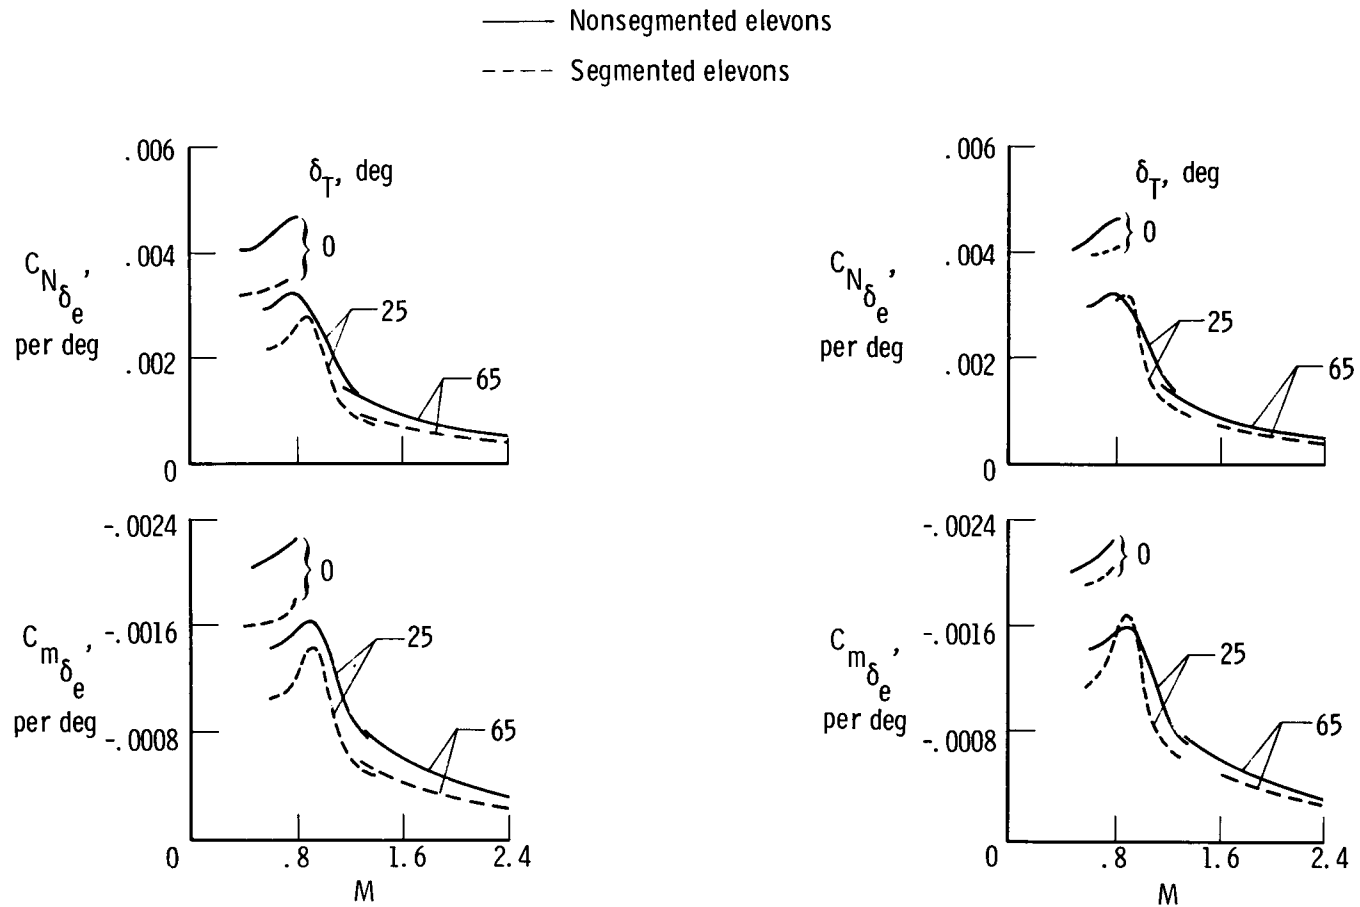 Nonsegmented elevons
Segmented elevons
.006
δT, deg
0
.004
CNδe,
per deg
25
.002
65
0
-.0024
0
-.0016
Cmδe,
per deg
25
-.0008
65
0
.8
1.6
2.4
M
.006
δT, deg
0
.004
CNδe,
per deg
25
.002
65
0
-.0024
0
-.0016
Cmδe,
per deg
25
-.0008
65
0
.8
1.6
2.4
M